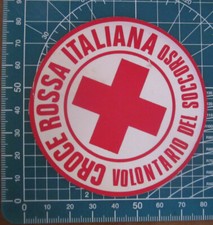 CROCE ROSSA ITALIANA
VOLONTARIO DEL SOCCORSO